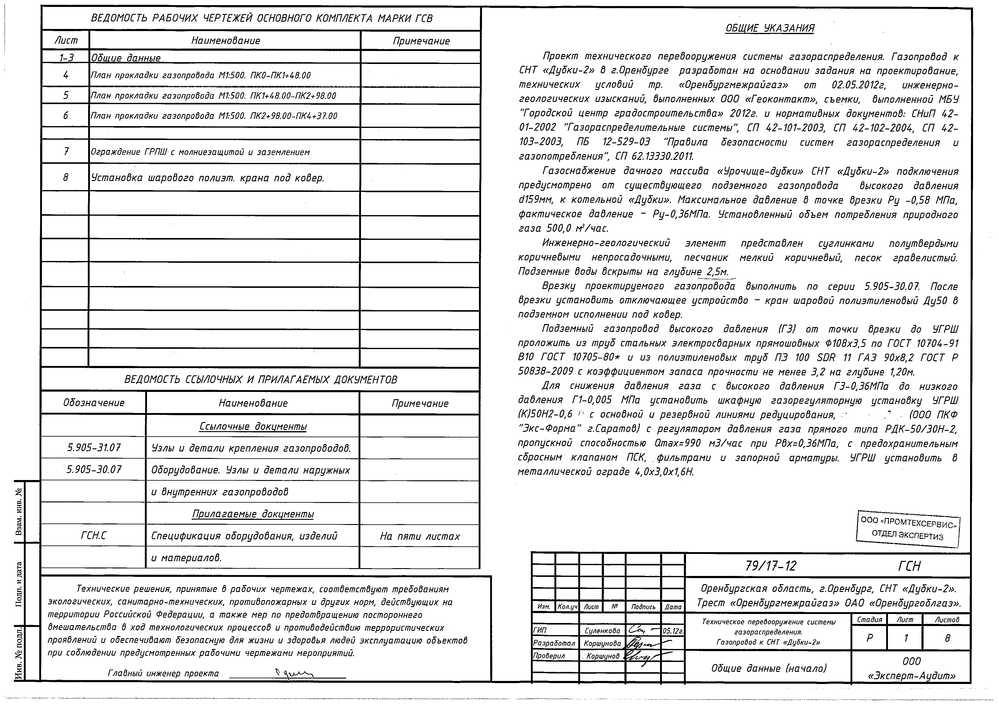 ВЕДОМОСТЬ РАБОЧИХ ЧЕРТЕЖЕЙ ОСНОВНОГО КОМПЛЕКТА МАРКИ ГСВ
Лист Наименование Примечание
1-3 Общие данные
4 План прокладки газопровода М1:500. ПК0-ПК1+48.00
5 План прокладки газопровода М1:500. ПК1+48.00-ПК2+98.00
6 План прокладки газопровода М1:500. ПК2+98.00-ПК4+37.00
7 Ограждение ГРПШ с молниезащитой и заземлением
8 Установка шарового полиэт. крана под ковер.
ВЕДОМОСТЬ ССЫЛОЧНЫХ И ПРИЛАГАЕМЫХ ДОКУМЕНТОВ
Обозначение Наименование Примечание
Ссылочные документы
5.905-31.07 Узлы и детали крепления газопроводов.
5.905-30.07 Оборудование. Узлы и детали наружных
и внутренних газопроводов
Прилагаемые документы
ГСН.С Спецификация оборудования, изделий На пяти листах
и материалов.
Технические решения, принятые в рабочих чертежах, соответствуют требованиям
экологических, санитарно-технических, противопожарных и других норм, действующих на
территории Российской Федерации, а также мер по предотвращению постороннего
вмешательства в ход технологических процессов и противодействию террористических
проявлений и обеспечивают безопасную для жизни и здоровья людей эксплуатацию объектов
при соблюдении предусмотренных рабочими чертежами мероприятий.
Главный инженер проекта
Взам. инв. №
Подп. и дата
Инв. № подл.
ОБЩИЕ УКАЗАНИЯ
Проект технического перевооружения системы газораспределения. Газопровод к
СНТ «Дубки-2» в г.Оренбурге разработан на основании задания на проектирование,
технических условий тр. «Оренбургмежрайгаз» от 02.05.2012г, инженерно-
геологических изысканий, выполненных ООО «Геоконтакт», съемки, выполненной МБУ
"Городской центр градостроительства» 2012г. и нормативных документов: СНиП 42-
01-2002 "Газораспределительные системы", СП 42-101-2003, СП 42-102-2004, СП 42-
103-2003, ПБ 12-529-03 "Правила безопасности систем газораспределения и
газопотребления", СП 62.13330.2011.
Газоснабжение дачного массива «Урочище-дубки» СНТ «Дубки-2» подключения
предусмотрено от существующего подземного газопровода высокого давления
d159мм, к котельной «Дубки». Максимальное давление в точке врезки Ру -0,58 МПа,
фактическое давление - Ру-0,36МПа. Установленный объем потребления природного
газа 500,0 м³/час.
Инженерно-геологический элемент представлен суглинками полутвердыми
коричневыми непросадочными, песчаник мелкий коричневый, песок гравелистый.
Подземные воды вскрыты на глубине 2,5м.
Врезку проектируемого газопровода выполнить по серии 5.905-30.07. После
врезки установить отключающее устройство - кран шаровой полиэтиленовый Ду50 в
подземном исполнении под ковер.
Подземный газопровод высокого давления (Г3) от точки врезки до УГРШ
проложить из труб стальных электросварных прямошовных Ф108х3,5 по ГОСТ 10704-91
В10 ГОСТ 10705-80* и из полиэтиленовых труб ПЭ 100 SDR 11 ГАЗ 90х8,2 ГОСТ Р
50838-2009 с коэффициентом запаса прочности не менее 3,2 на глубине 1,20м.
Для снижения давления газа с высокого давления Г3-0,36МПа до низкого
давления Г1-0,005 МПа установить шкафную газорегуляторную установку УГРШ
(К)50Н2-0,6 с основной и резервной линиями редуцирования, (ООО ПКФ
"Экс-Форма" г.Саратов) с регулятором давления газа прямого типа РДК-50/30Н-2,
пропускной способностью Qmax=990 м3/час при Рвх=0,36МПа, с предохранительным
сбросным клапаном ПСК, фильтрами и запорной арматуры. УГРШ установить в
металлической ограде 4,0х3,0х1,6Н.
ООО «ПРОМТЕХСЕРВИС»
ОТДЕЛ ЭКСПЕРТИЗ
79/17-12 ГСН
Оренбургская область, г.Оренбург, СНТ «Дубки-2».
Трест «Оренбургмежрайгаз» ОАО «Оренбургоблгаз».
Изм. Кол.уч Лист № Подпись Дата
ГИП Суленкова 05.12г.
Разработал Коршунова
Проверил Коршунов
Техническое перевооружение системы
газораспределения.
Газопровод к СНТ «Дубки-2»
Стадия Лист Листов
Р 1 8
Общие данные (начало)
ООО
«Эксперт-Аудит»